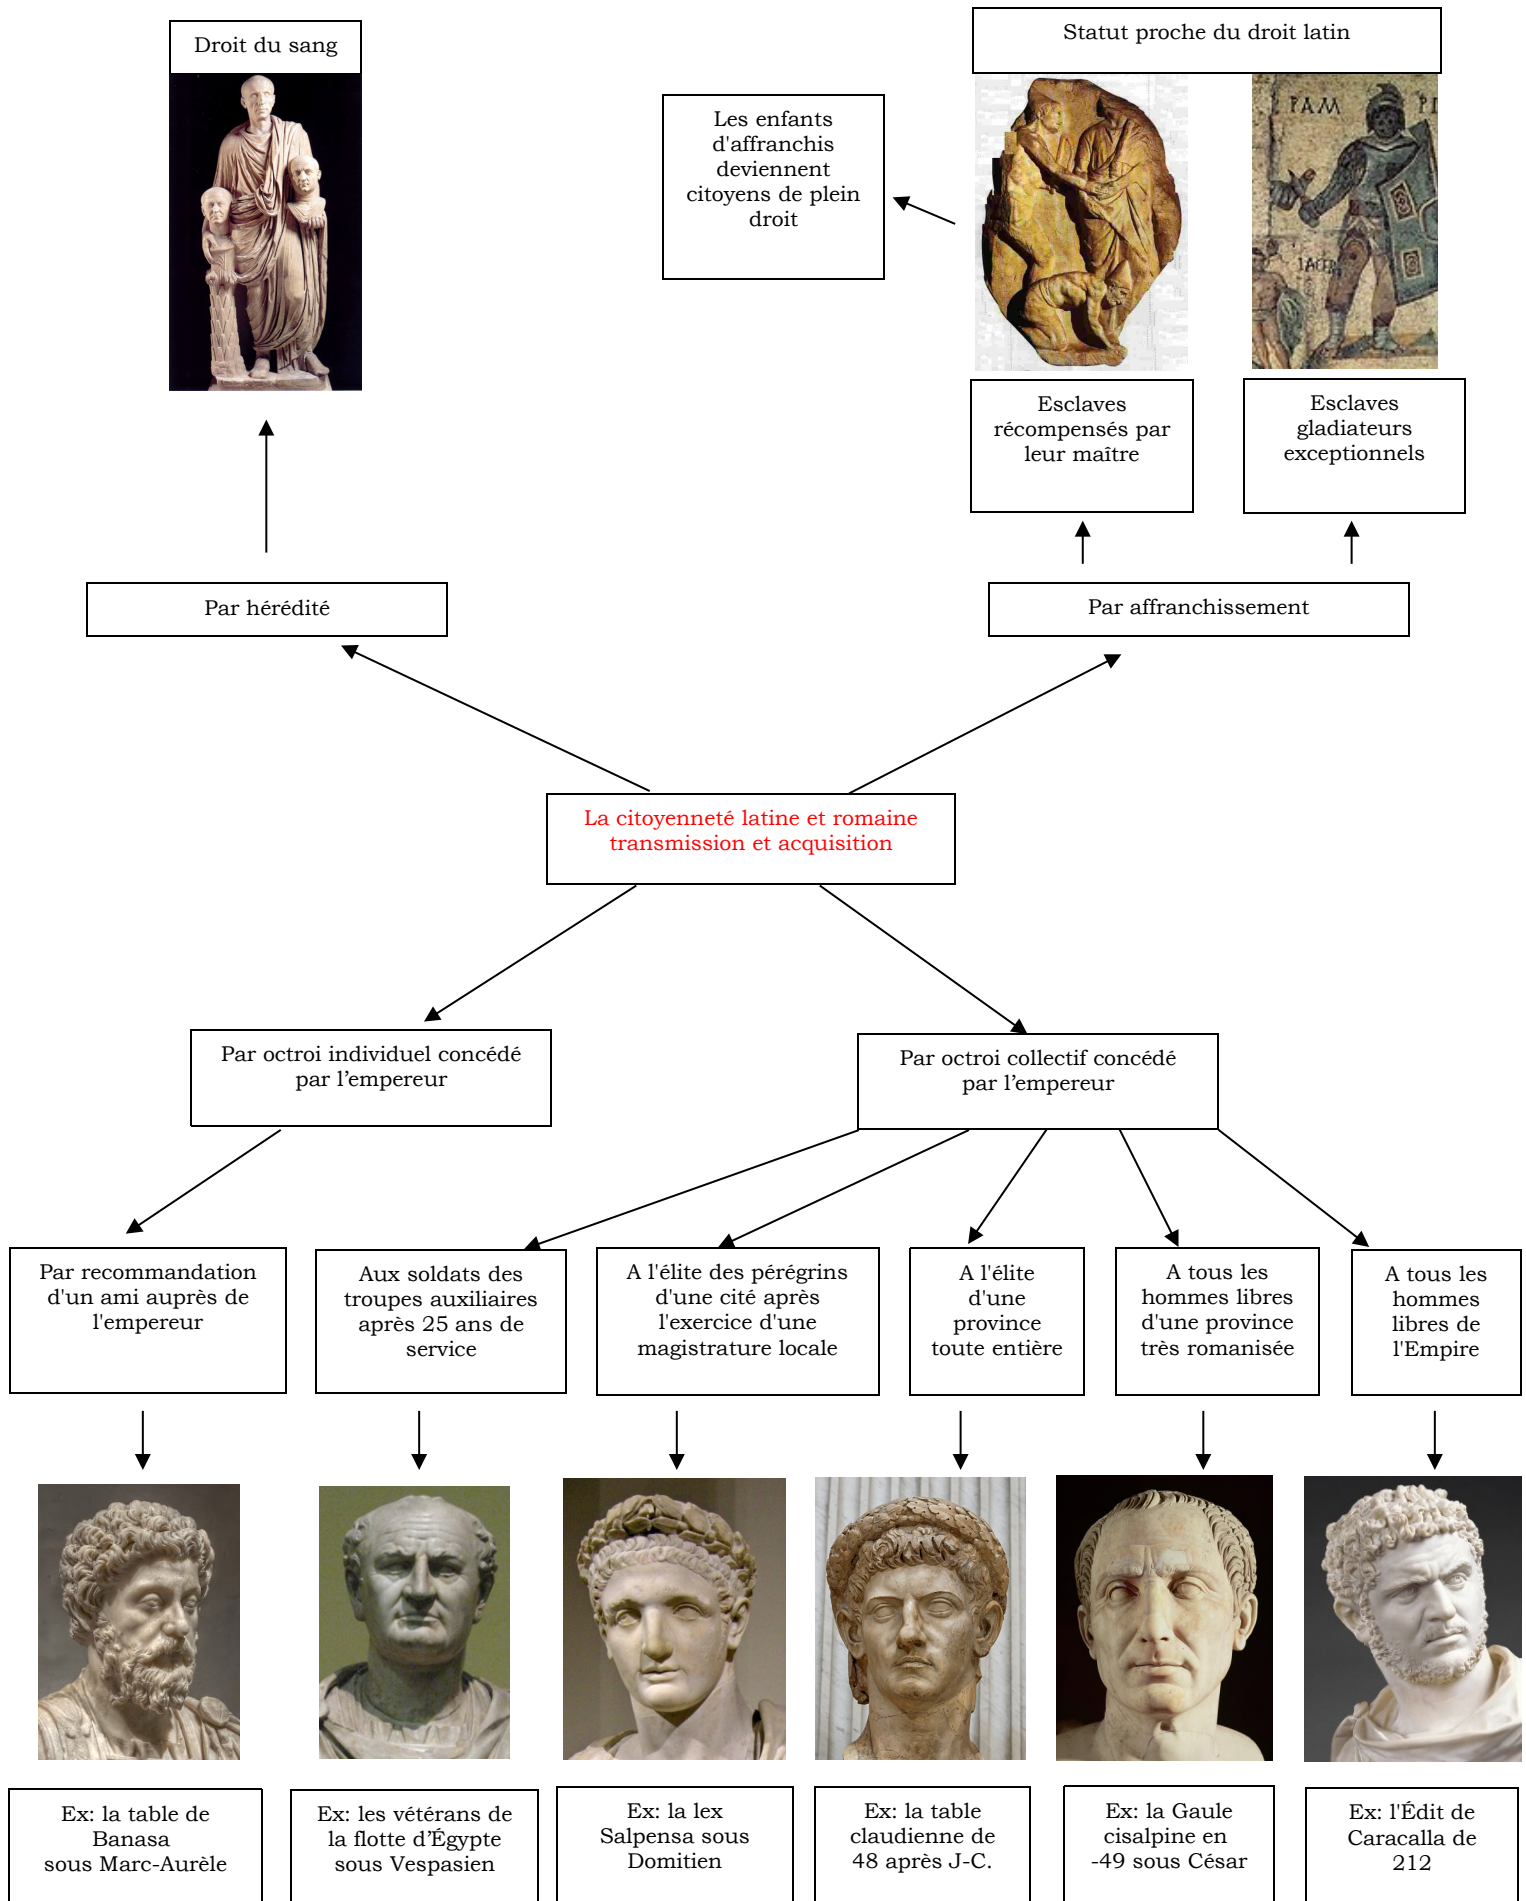 Droit du sang
Statut proche du droit latin
Les enfants
d'affranchis
deviennent
citoyens de plein
droit
PAM
Esclaves
récompensés par
leur maître
Esclaves
gladiateurs
exceptionnels
Par hérédité
Par affranchissement
La citoyenneté latine et romaine
transmission et acquisition
Par octroi individuel concédé
par l’empereur
Par octroi collectif concédé
par l’empereur
Par recommandation
d'un ami auprès de
l'empereur
Aux soldats des
troupes auxiliaires
après 25 ans de
service
A l'élite des pérégrins
d'une cité après
l'exercice d'une
magistrature locale
A l'élite
d'une
province
toute entière
A tous les
hommes libres
d'une province
très romanisée
A tous les
hommes
libres de
l'Empire
Ex: la table de
Banasa
sous Marc-Aurèle
Ex: les vétérans de
la flotte d’Égypte
sous Vespasien
Ex: la lex
Salpensa sous
Domitien
Ex: la table
claudienne de
48 après J-C.
Ex: la Gaule
cisalpine en
-49 sous César
Ex: l'Édit de
Caracalla de
212